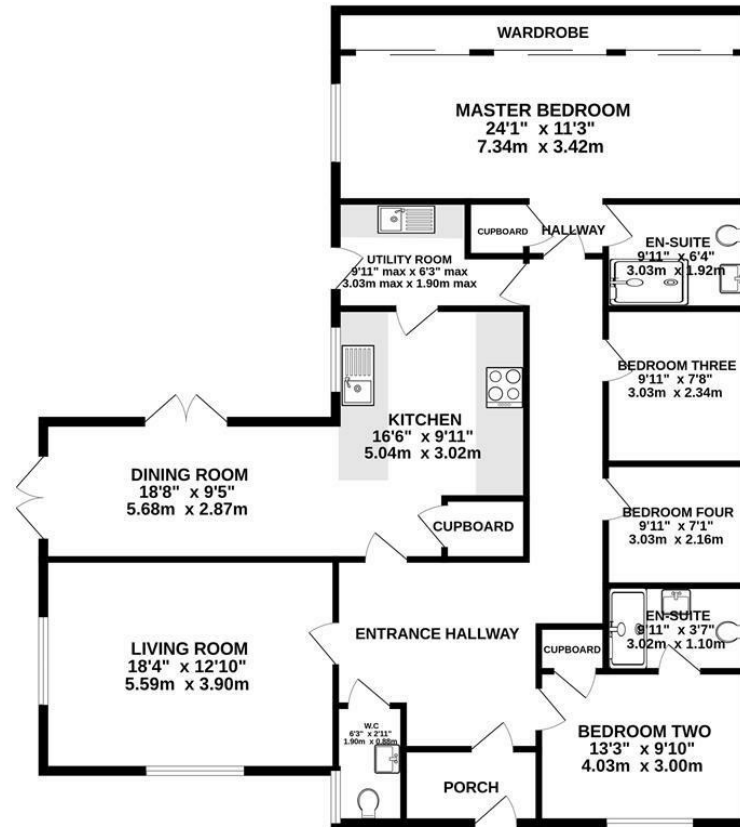 WARDROBE
MASTER BEDROOM
24'1" x 11'3"
7.34m x 3.42m
CUPBOARD
HALLWAY
EN-SUITE
9'11" x 6'4"
3.03m x 1.92m
UTILITY ROOM
9'11" max x 6'3" max
3.03m max x 1.90m max
BEDROOM THREE
9'11" x 7'8"
3.03m x 2.34m
KITCHEN
16'6" x 9'11"
5.04m x 3.02m
DINING ROOM
18'8" x 9'5"
5.68m x 2.87m
CUPBOARD
BEDROOM FOUR
9'11" x 7'1"
3.03m x 2.16m
EN-SUITE
9'11" x 3'7"
3.02m x 1.10m
ENTRANCE HALLWAY
LIVING ROOM
18'4" x 12'10"
5.59m x 3.90m
CUPBOARD
W.C
6'3" x 2'11"
1.90m x 0.88m
BEDROOM TWO
13'3" x 9'10"
4.03m x 3.00m
PORCH